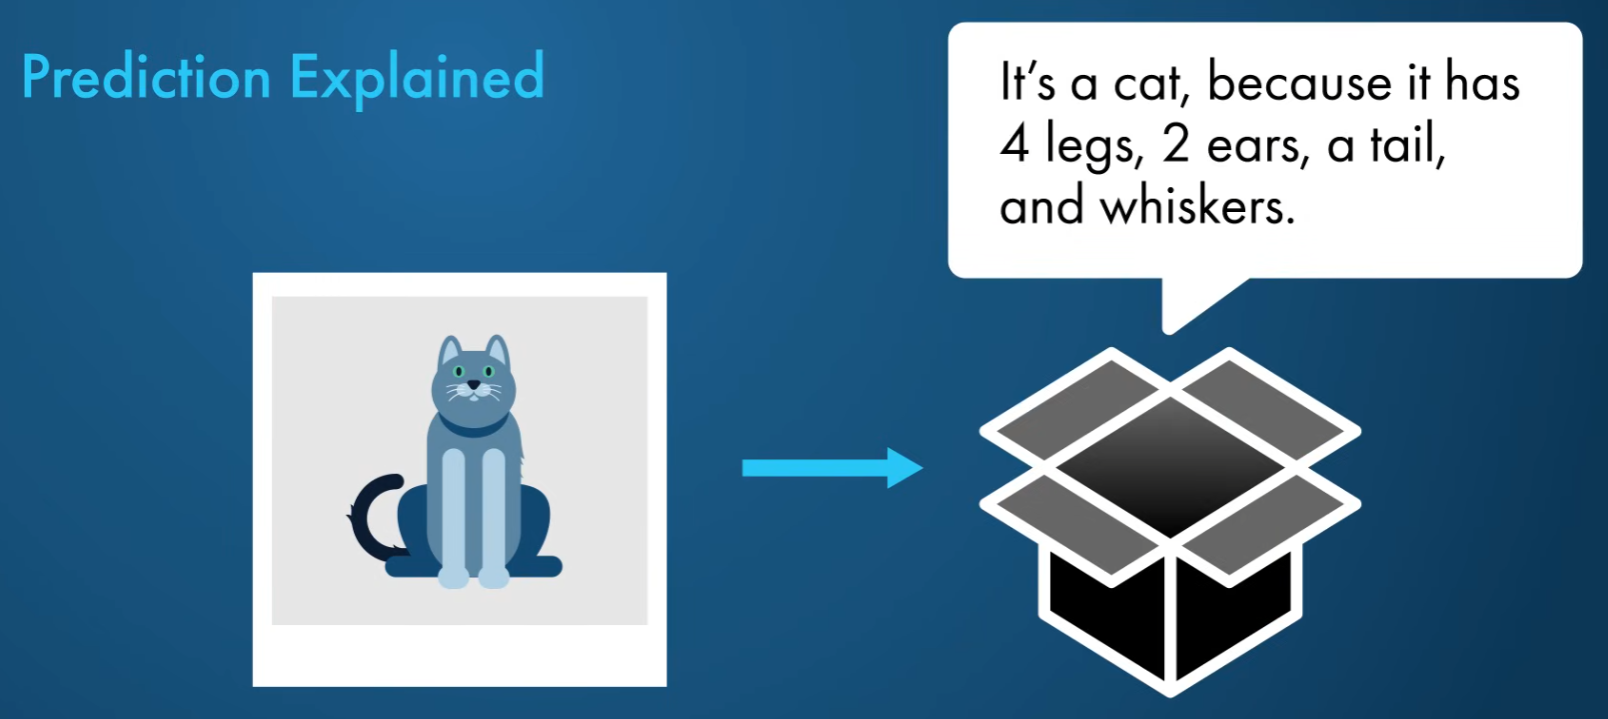 Prediction Explained
It’s a cat, because it has
4 legs, 2 ears, a tail,
and whiskers.